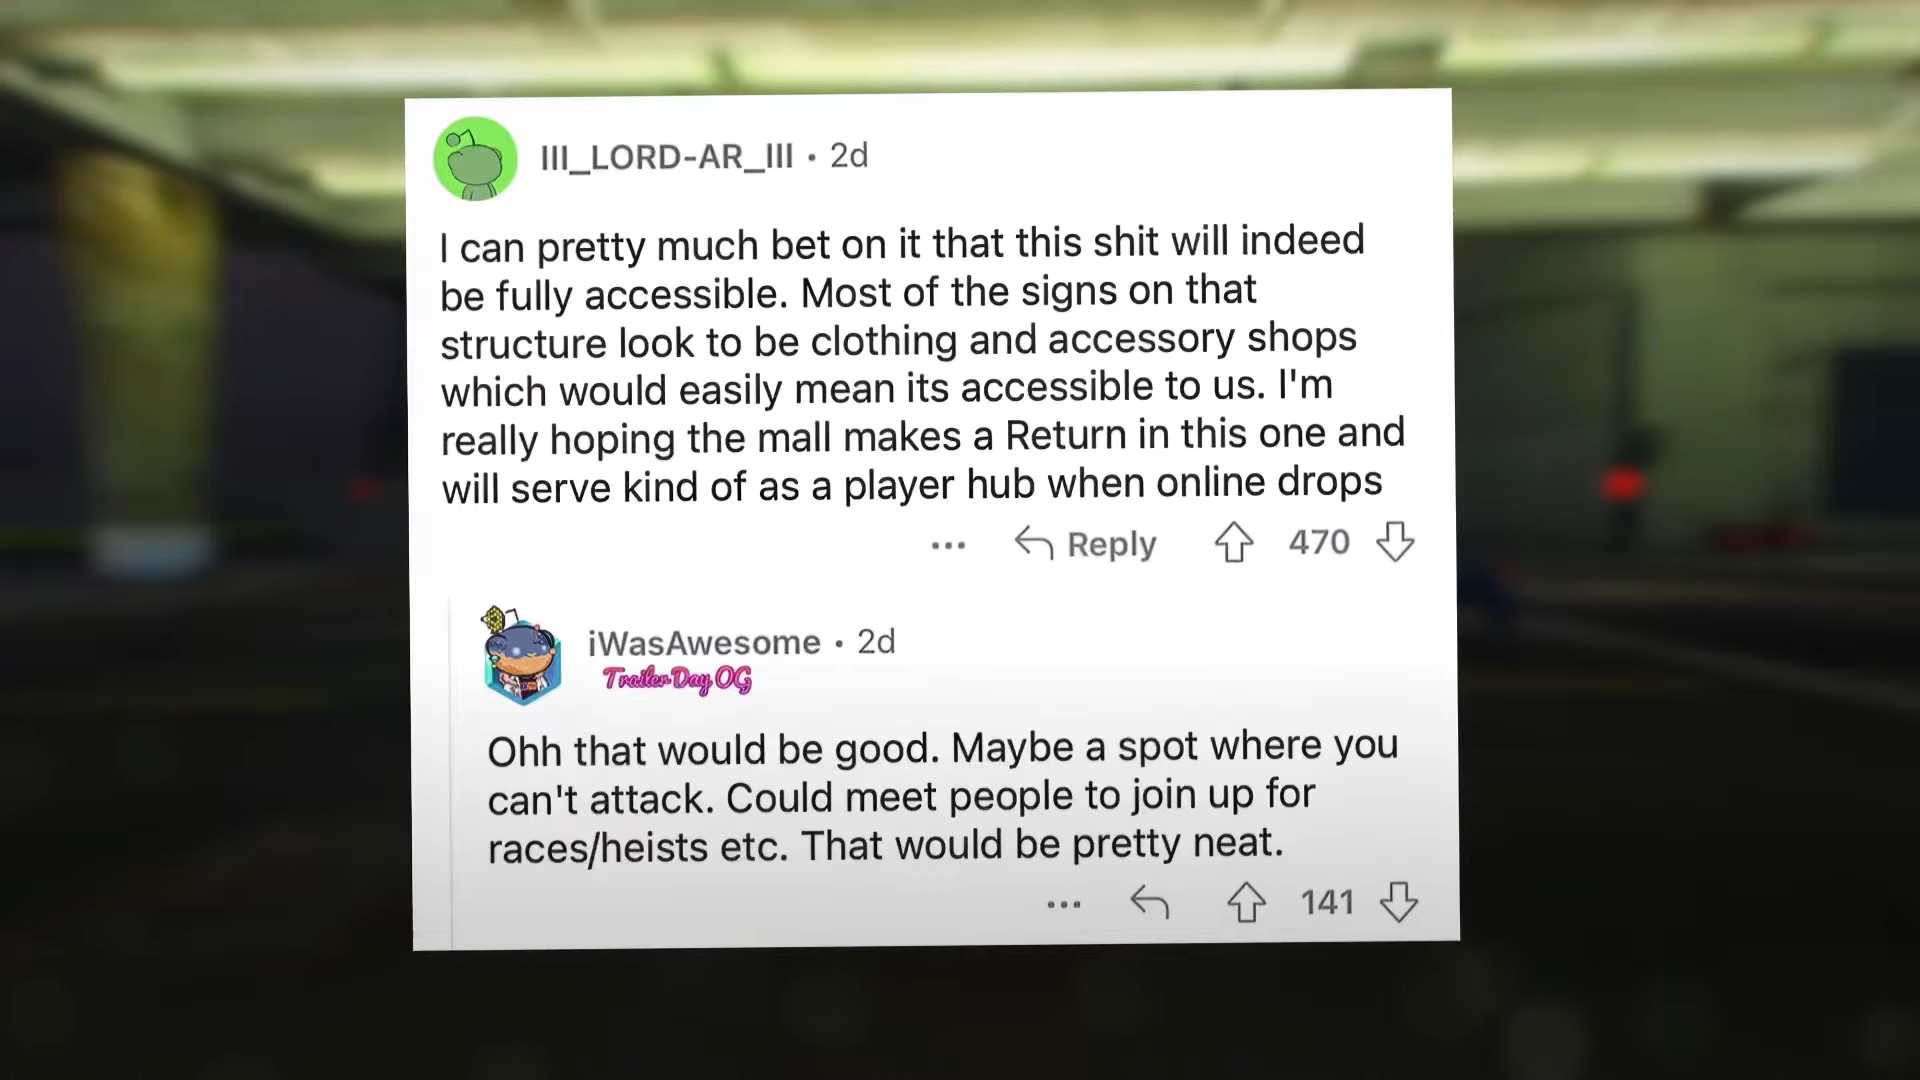 III_LORD-AR_III • 2d
I can pretty much bet on it that this shit will indeed
be fully accessible. Most of the signs on that
structure look to be clothing and accessory shops
which would easily mean its accessible to us. I'm
really hoping the mall makes a Return in this one and
will serve kind of as a player hub when online drops
... Reply 470
iWasAwesome • 2d
Trailer Day OG
Ohh that would be good. Maybe a spot where you
can't attack. Could meet people to join up for
races/heists etc. That would be pretty neat.
... 141